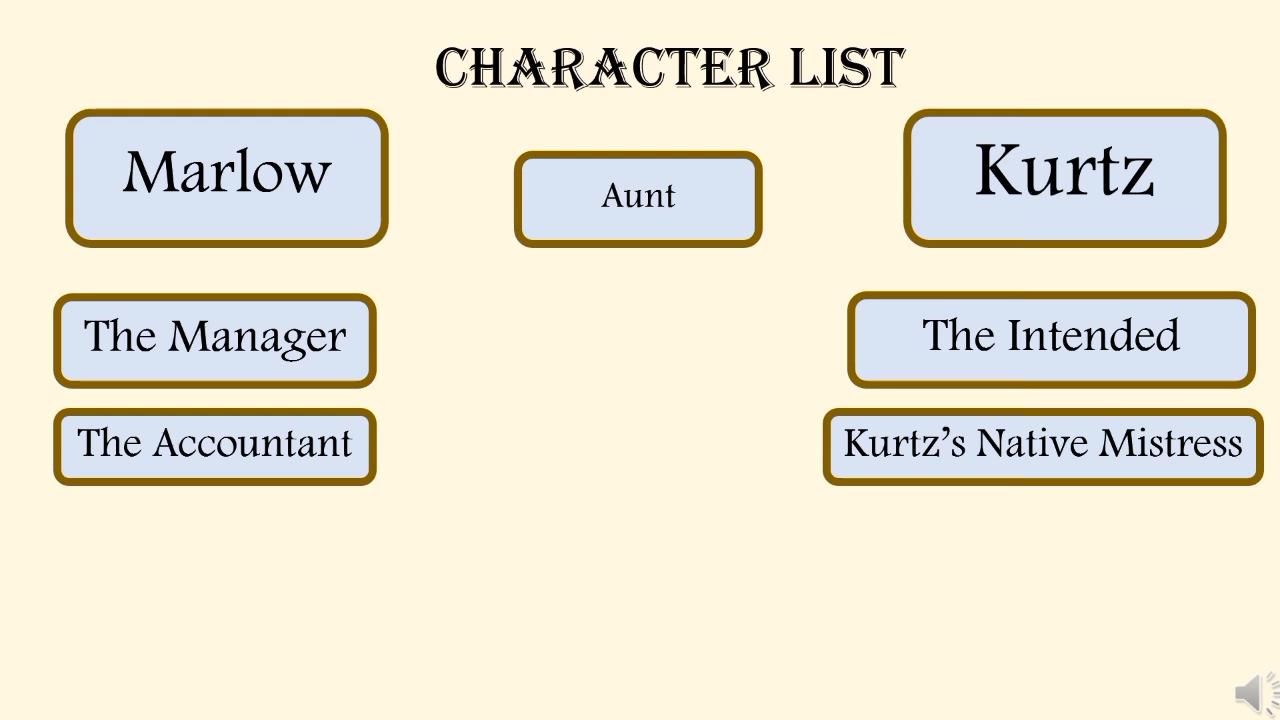 CHARACTER LIST
Marlow
Aunt
Kurtz
The Manager
The Intended
The Accountant
Kurtz’s Native Mistress